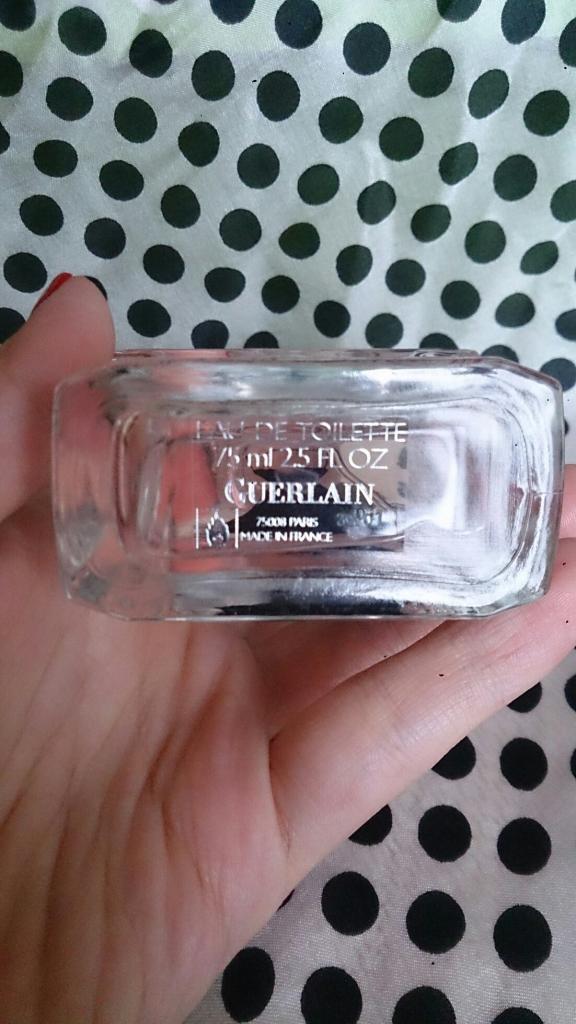 EAU DE TOILETTE
75 ml 2.5 FL. OZ
GUERLAIN
75008 PARIS
MADE IN FRANCE